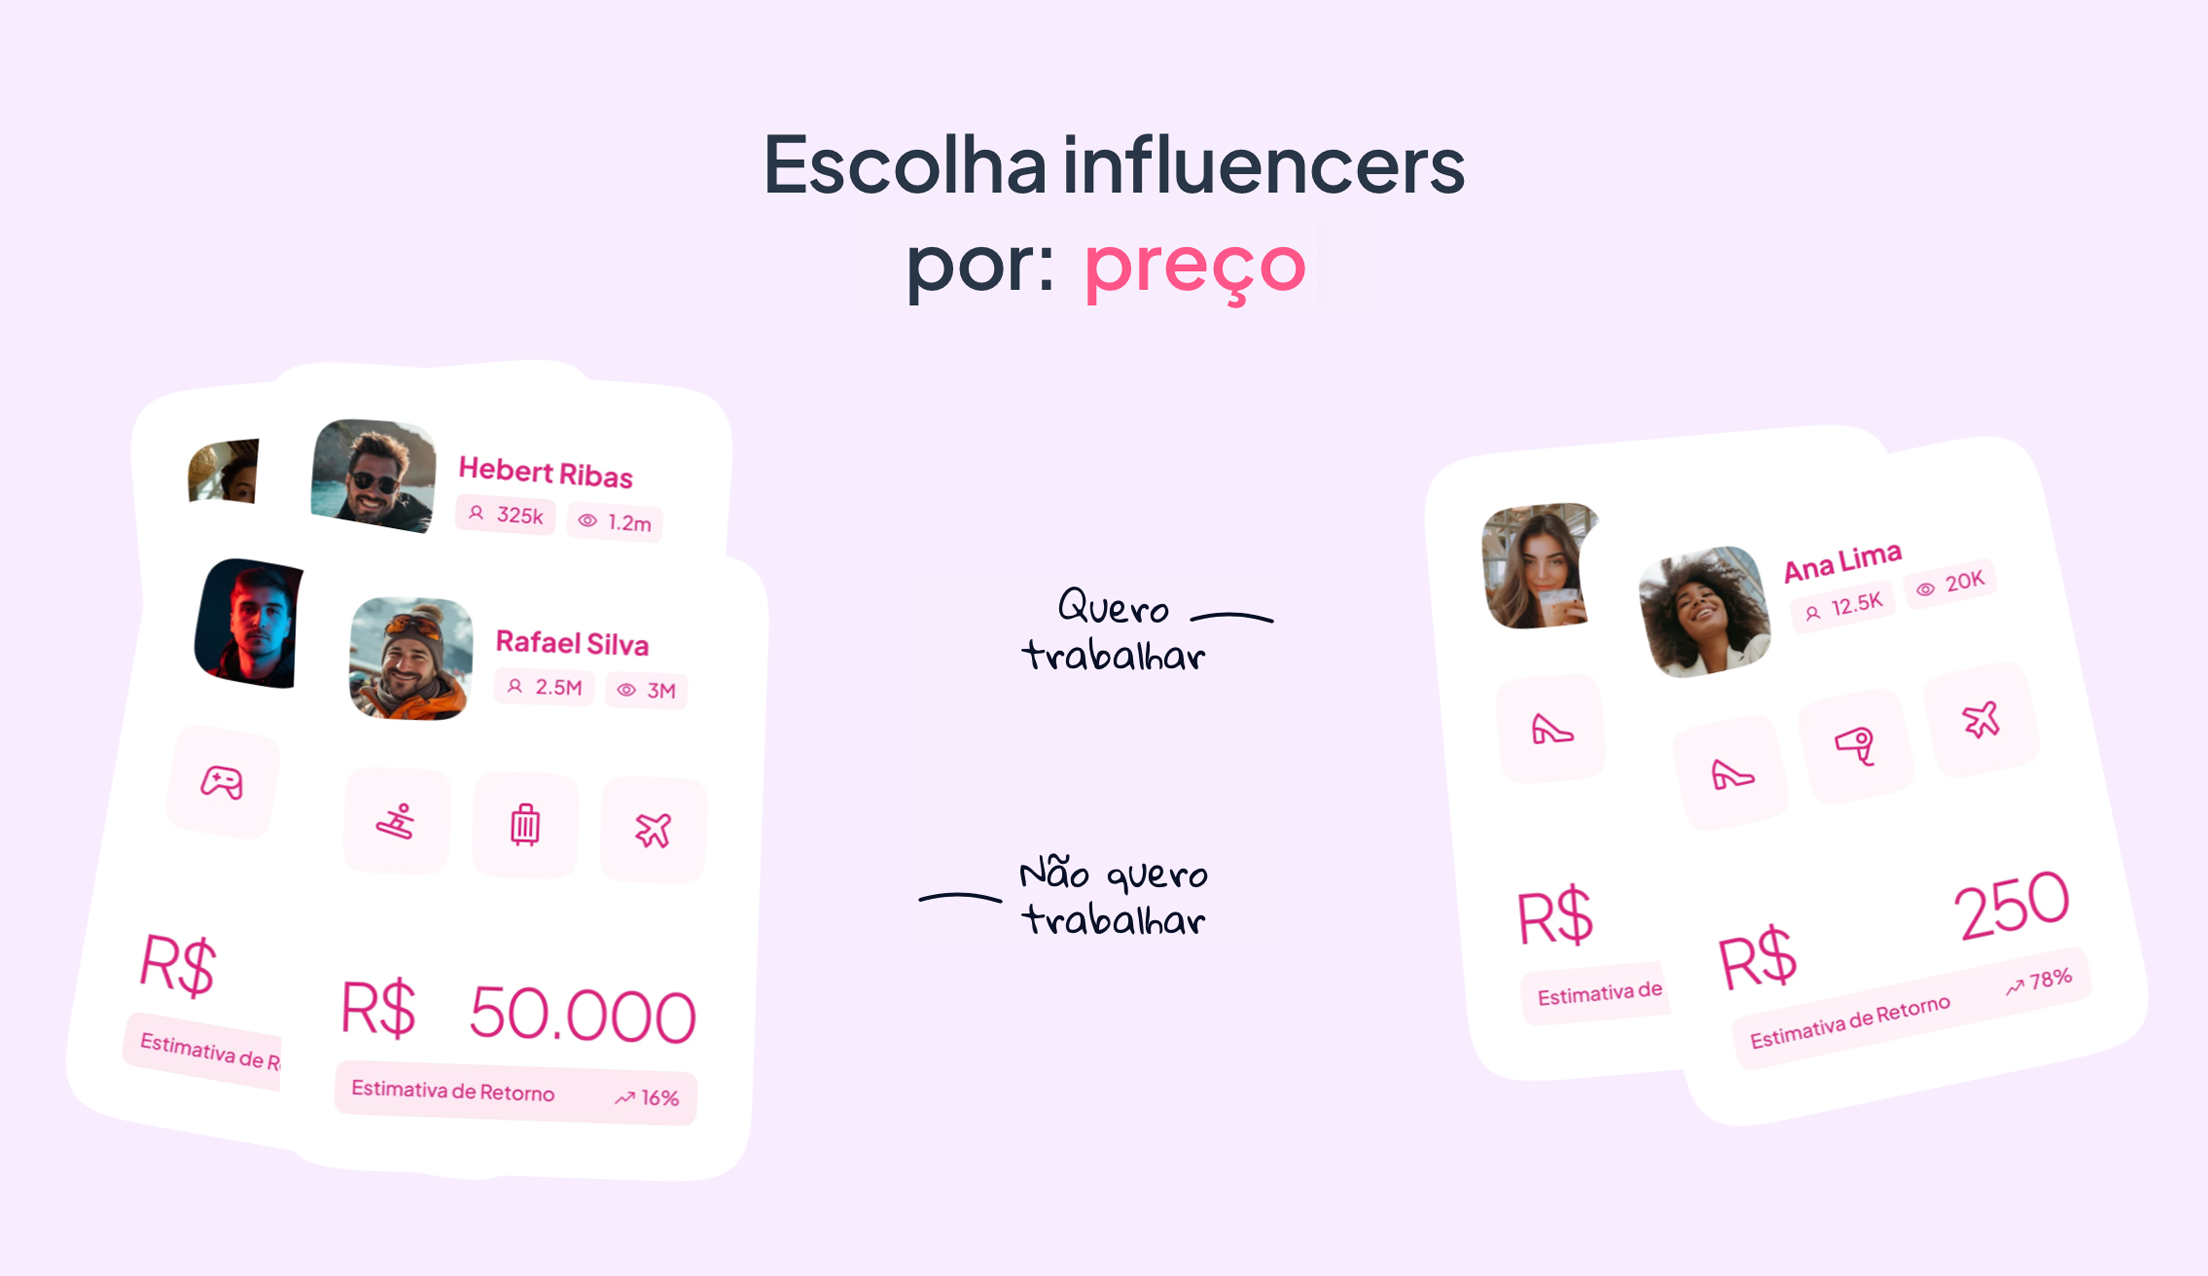 Escolha influencers
por: preço
Hebert Ribas
325k 1.2m
Rafael Silva
2.5M 3M
R$
Estimativa de R
R$ 50.000
Estimativa de Retorno 16%
Quero
trabalhar
Não quero
trabalhar
Ana Lima
12.5K 20K
R$
Estimativa de
R$ 250
Estimativa de Retorno 78%